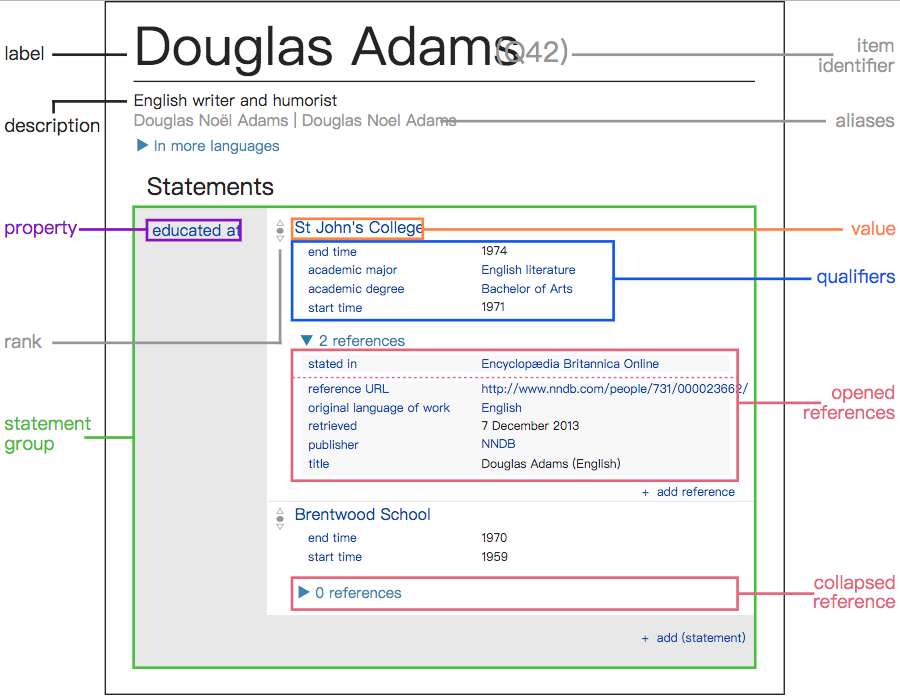 label
Douglas Adams (Q42)
item
identifier
description
English writer and humorist
Douglas Noël Adams | Douglas Noel Adams
aliases
▶ In more languages
Statements
property
educated at
St John's College
value
end time 1974
academic major English literature
academic degree Bachelor of Arts
start time 1971
qualifiers
rank
▼ 2 references
stated in Encyclopædia Britannica Online
reference URL http://www.nndb.com/people/731/000023662/
original language of work English
retrieved 7 December 2013
publisher NNDB
title Douglas Adams (English)
opened
references
statement
group
+ add reference
Brentwood School
end time 1970
start time 1959
▶ 0 references
collapsed
reference
+ add (statement)